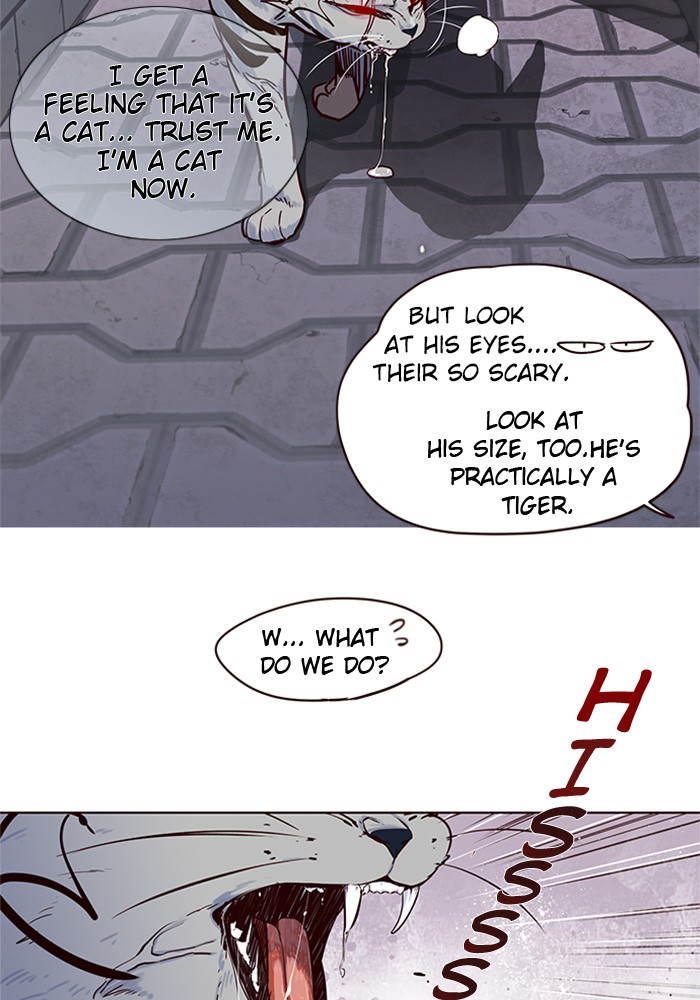 I GET A
FEELING THAT IT'S
A CAT... TRUST ME.
I'M A CAT
NOW.
BUT LOOK
AT HIS EYES....
THEIR SO SCARY.
LOOK AT
HIS SIZE, TOO.HE'S
PRACTICALLY A
TIGER.
W... WHAT
DO WE DO?
HISSSS